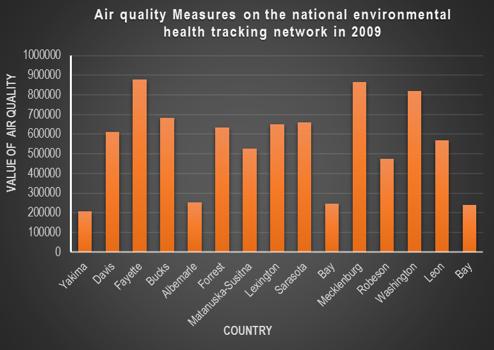 Air quality Measures on the national environmental
health tracking network in 2009
VALUE OF AIR QUALITY
1000000
900000
800000
700000
600000
500000
400000
300000
200000
100000
0
Yakima
Davis
Fayette
Bucks
Albemarle
Forrest
Matanuska-Susitna
Lexington
Sarasota
Bay
Mecklenburg
Robeson
Washington
Leon
Bay
COUNTRY